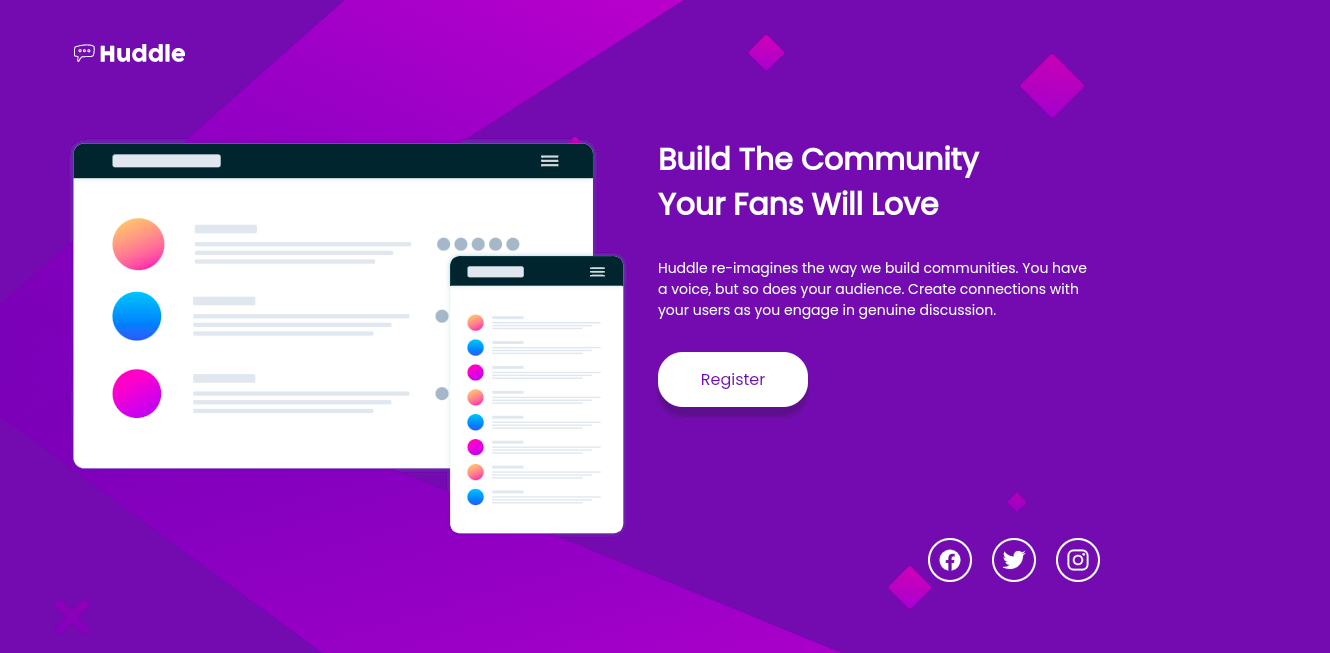 Huddle
Build The Community
Your Fans Will Love
Huddle re-imagines the way we build communities. You have
a voice, but so does your audience. Create connections with
your users as you engage in genuine discussion.
Register